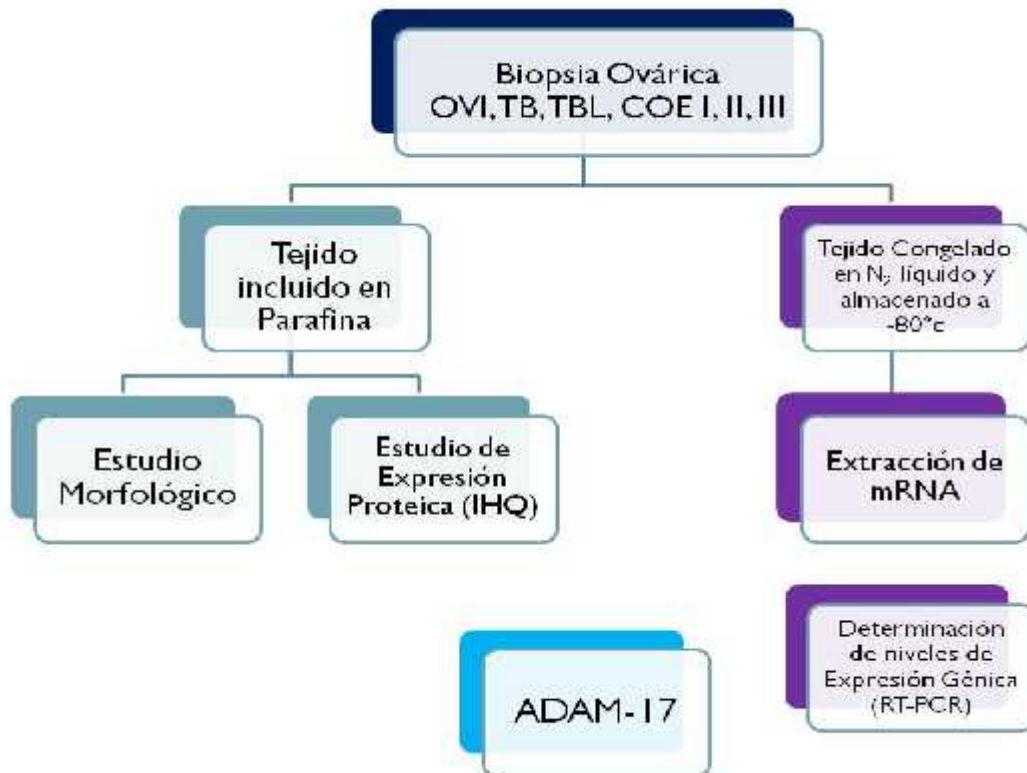 Biopsia Ovárica
OVI, TB, TBL, COE I, II, III
Tejido
incluido en
Parafina
Tejido Congelado
en N₂ líquido y
almacenado a
-80°c
Estudio
Morfológico
Estudio de
Expresión
Proteica (IHQ)
Extracción de
mRNA
ADAM-17
Determinación
de niveles de
Expresión Génica
(RT-PCR)